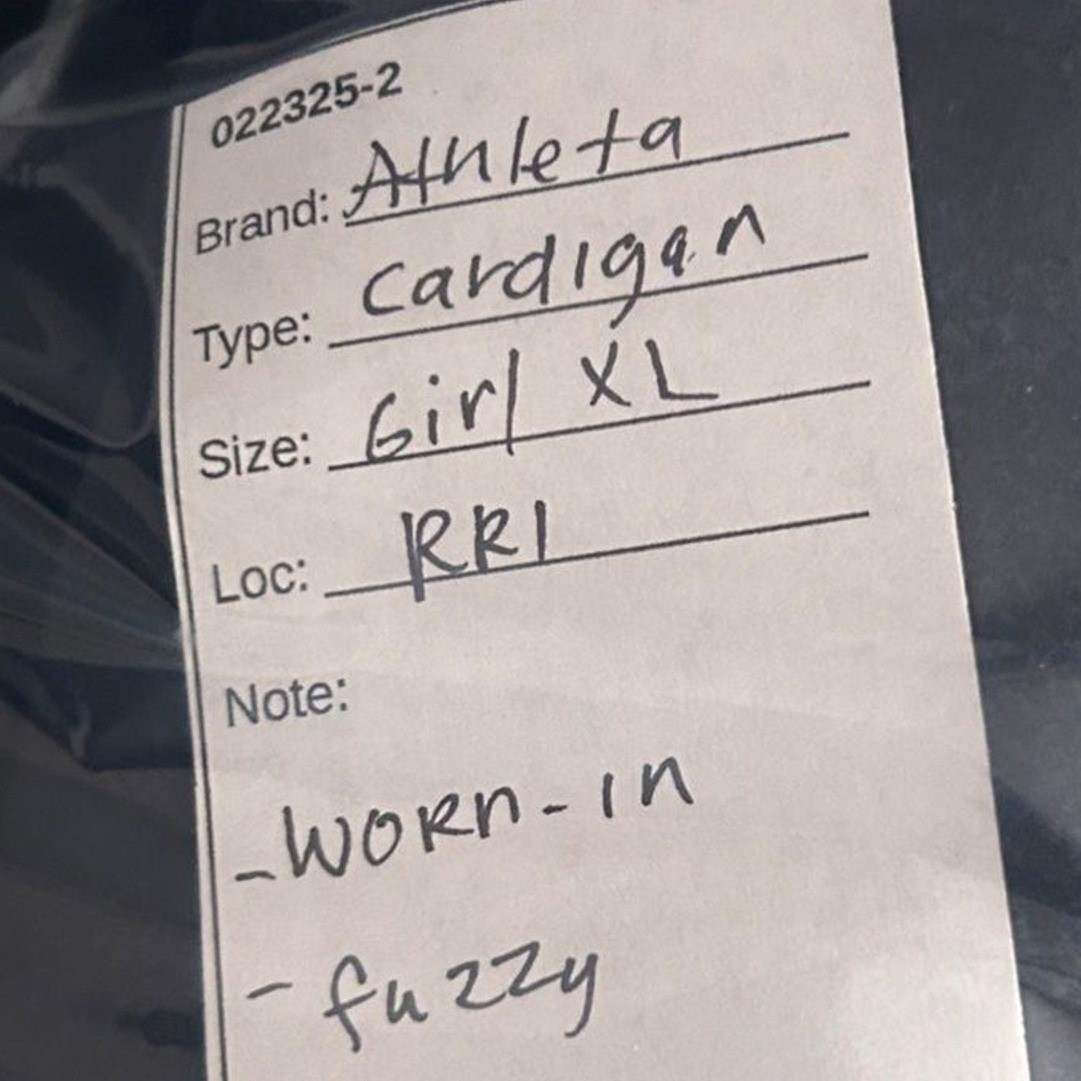 022325-2
Brand: Athleta
Type: Cardigan
Size: Girl XL
Loc: RR1
Note:
- WORn-in
- fuzzy